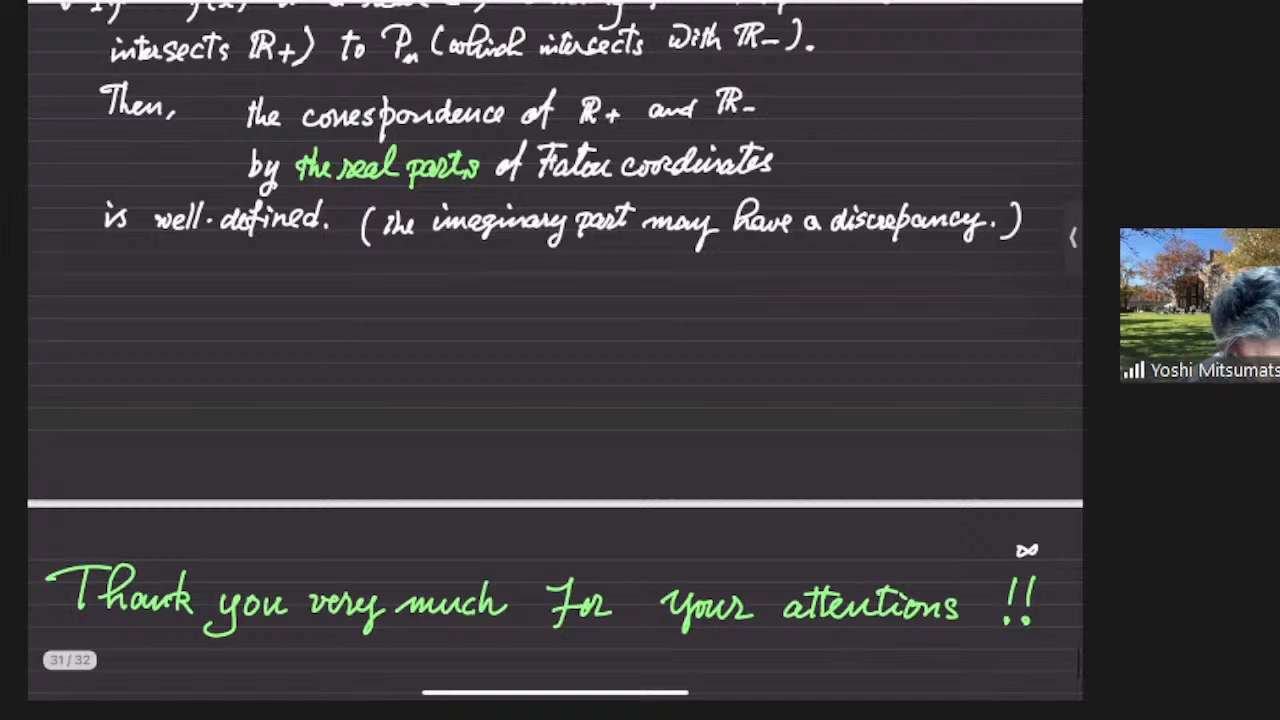 intersects ℝ+) to Pn (which intersects with ℝ-).
Then, the correspondence of ℝ+ and ℝ-
by the real parts of Fatou coordinates
is well-defined. (the imaginary part may have a discrepancy.)
∞
Thank you very much For your attentions !!
31 / 32
Yoshi Mitsumats